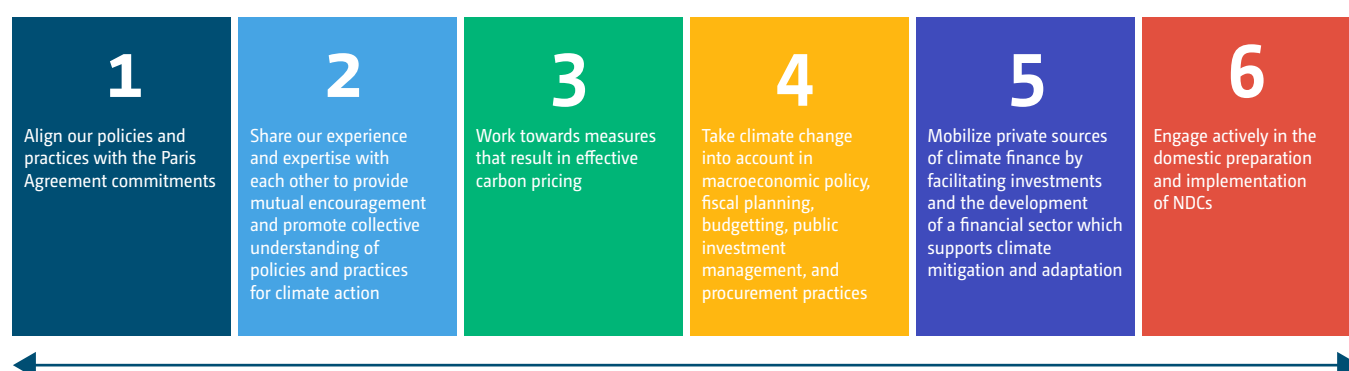 1
Align our policies and
practices with the Paris
Agreement commitments
2
Share our experience
and expertise with
each other to provide
mutual encouragement
and promote collective
understanding of
policies and practices
for climate action
3
Work towards measures
that result in effective
carbon pricing
4
Take climate change
into account in
macroeconomic policy,
fiscal planning,
budgetting, public
investment
management, and
procurement practices
5
Mobilize private sources
of climate finance by
facilitating investments
and the development
of a financial sector which
supports climate
mitigation and adaptation
6
Engage actively in the
domestic preparation
and implementation
of NDCs